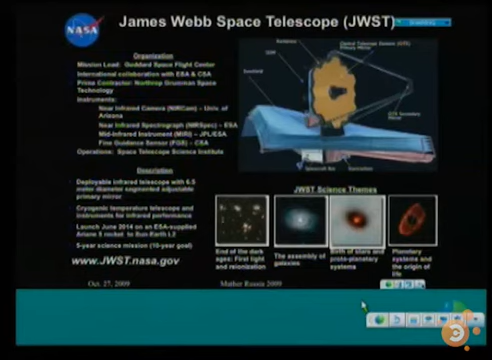 NASA
James Webb Space Telescope (JWST)
Organization
Mission Lead: Goddard Space Flight Center
International collaboration with ESA & CSA
Prime Contractor: Northrop Grumman Space
Technology
Instruments:
Near Infrared Camera (NIRCam) – Univ. of
Arizona
Near Infrared Spectrograph (NIRSpec) – ESA
Mid-Infrared Instrument (MIRI) – JPL/ESA
Fine Guidance Sensor (FGS) – CSA
Operations: Space Telescope Science Institute
Description
Deployable infrared telescope with 6.5
meter diameter segmented adjustable
primary mirror
Cryogenic temperature telescope and
instruments for infrared performance
Launch June 2014 on an ESA-supplied
Ariane 5 rocket to Sun-Earth L2
5-year science mission (10-year goal)
www.JWST.nasa.gov
JWST Science Themes
End of the dark
ages: First light
and reionization
The assembly of
galaxies
Birth of stars and
proto-planetary
systems
Planetary
systems and
the origin of
life
Oct. 27, 2009
Mather Russia 2009